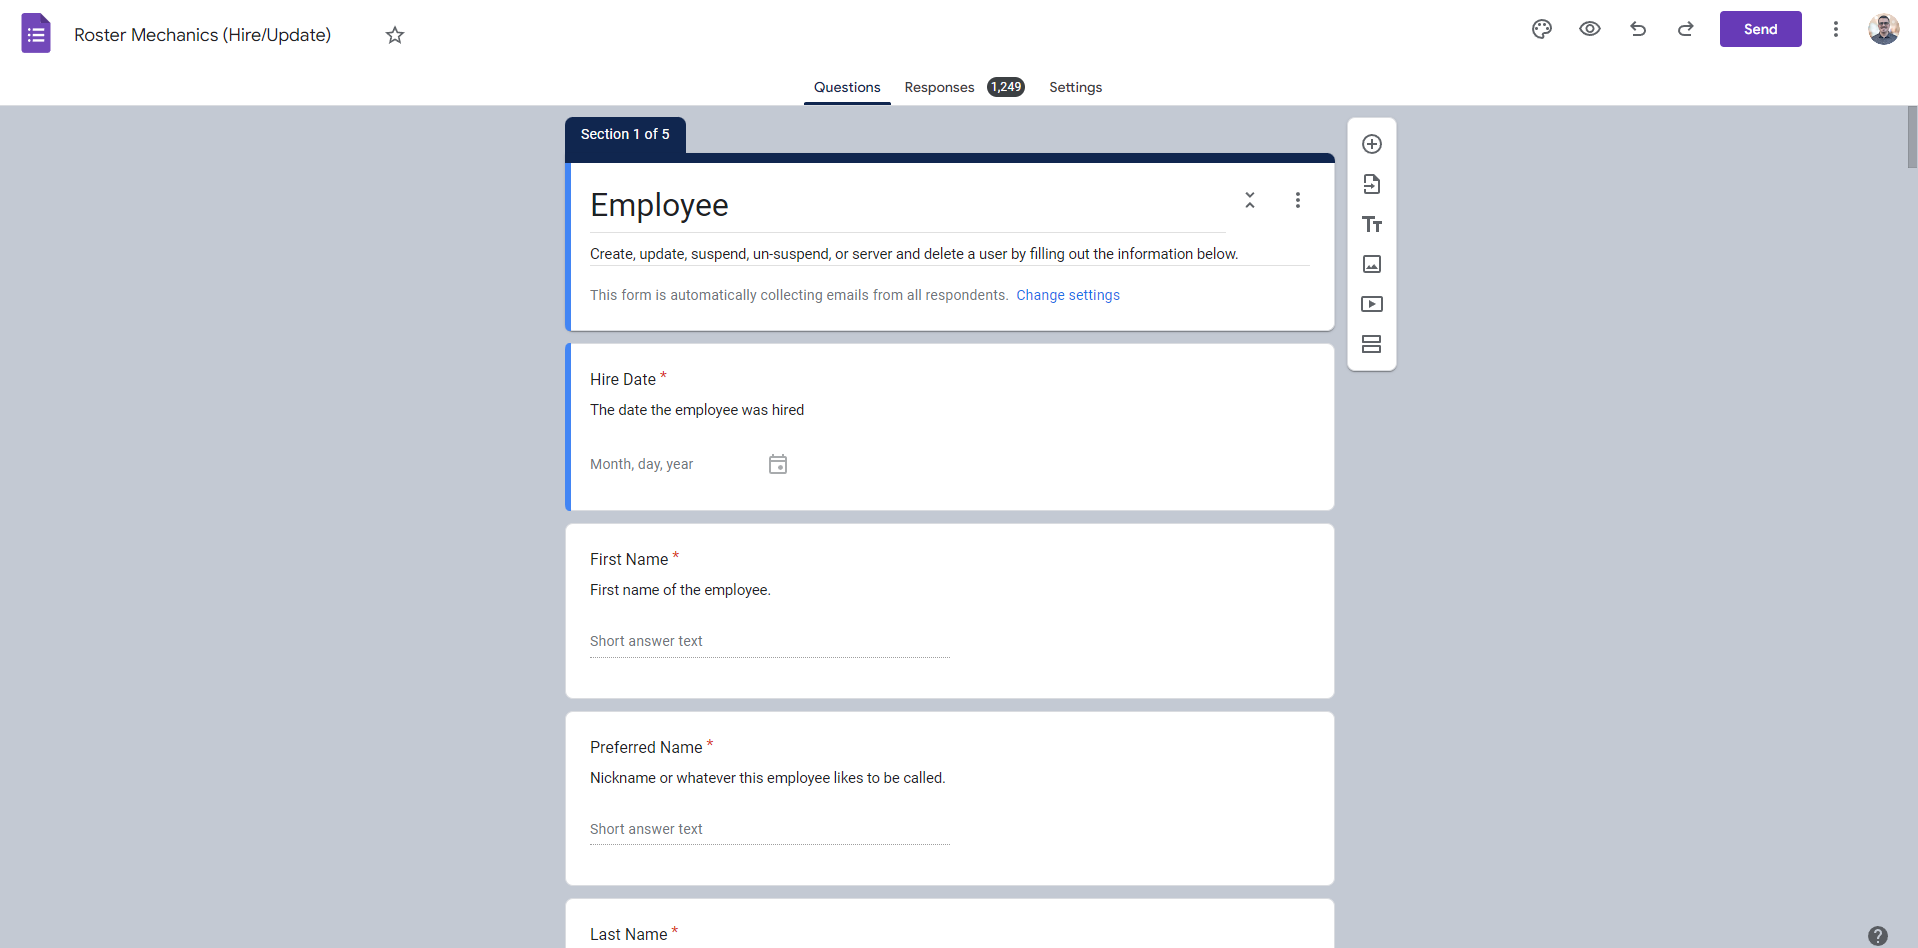 Roster Mechanics (Hire/Update)
Send
Questions
Responses 1,249
Settings
Section 1 of 5
Employee
Create, update, suspend, un-suspend, or server and delete a user by filling out the information below.
This form is automatically collecting emails from all respondents. Change settings
Tт
Hire Date *
The date the employee was hired
Month, day, year
First Name *
First name of the employee.
Short answer text
Preferred Name *
Nickname or whatever this employee likes to be called.
Short answer text
Last Name *
?